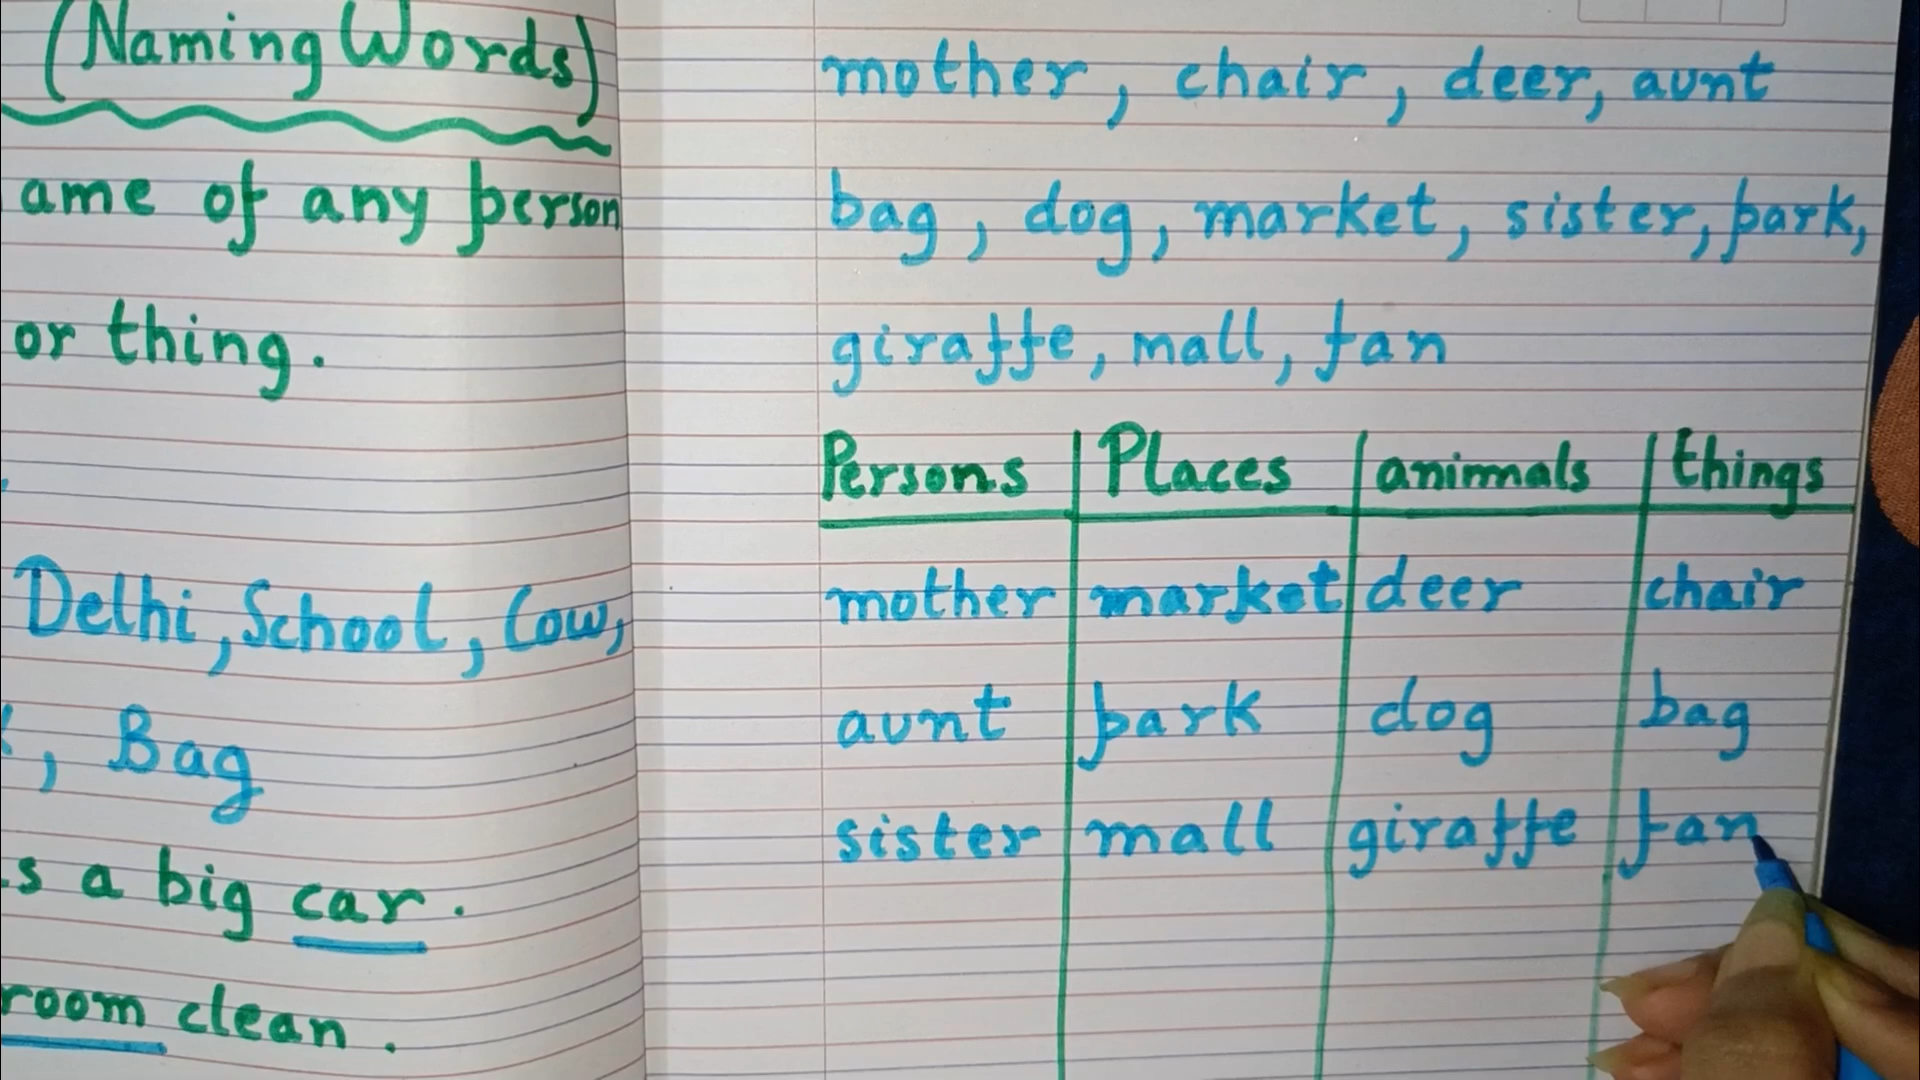 (Naming Words)
ame of any person
or thing.
Delhi, School, Cow,
, Bag
s a big car.
room clean.
mother, chair, deer, aunt
bag, dog, market, sister, park,
giraffe, mall, fan
Persons | Places | animals | things
mother market deer chair
aunt park dog bag
sister mall giraffe fan